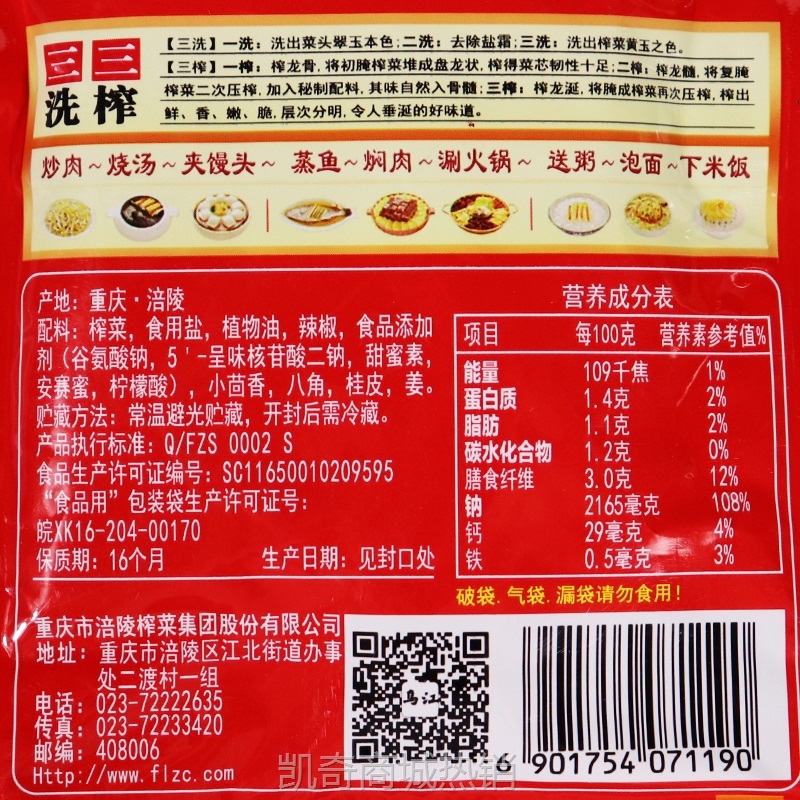 三三
洗榨
【三洗】一洗：洗出菜头翠玉本色；二洗：去除盐霜；三洗：洗出榨菜黄玉之色。
【三榨】一榨：榨龙骨，将初腌榨菜堆成盘龙状，榨得菜芯韧性十足；二榨：榨龙髓，将复腌
榨菜二次压榨，加入秘制配料，其味自然入骨髓；三榨：榨龙涎，将腌成榨菜再次压榨，榨出
鲜、香、嫩、脆，层次分明，令人垂涎的好味道。
炒肉～烧汤～夹馒头～ 蒸鱼～焖肉～涮火锅～ 送粥～泡面～下米饭
产地：重庆·涪陵
配料：榨菜，食用盐，植物油，辣椒，食品添加
剂（谷氨酸钠，5'-呈味核苷酸二钠，甜蜜素，
安赛蜜，柠檬酸），小茴香，八角，桂皮，姜。
贮藏方法：常温避光贮藏，开封后需冷藏。
产品执行标准：Q/FZS 0002 S
食品生产许可证编号：SC11650010209595
“食品用”包装袋生产许可证号：
皖XK16-204-00170
保质期：16个月 生产日期：见封口处
营养成分表
项目 每100克 营养素参考值%
能量 109千焦 1%
蛋白质 1.4克 2%
脂肪 1.1克 2%
碳水化合物 1.2克 0%
膳食纤维 3.0克 12%
钠 2165毫克 108%
钙 29毫克 4%
铁 0.5毫克 3%
破袋.气袋.漏袋请勿食用！
重庆市涪陵榨菜集团股份有限公司
地址：重庆市涪陵区江北街道办事
处二渡村一组
电话：023-72222635
传真：023-72233420
邮编：408006
Http://www.flzc.com
乌江
6 901754 071190
凯奇商城热销